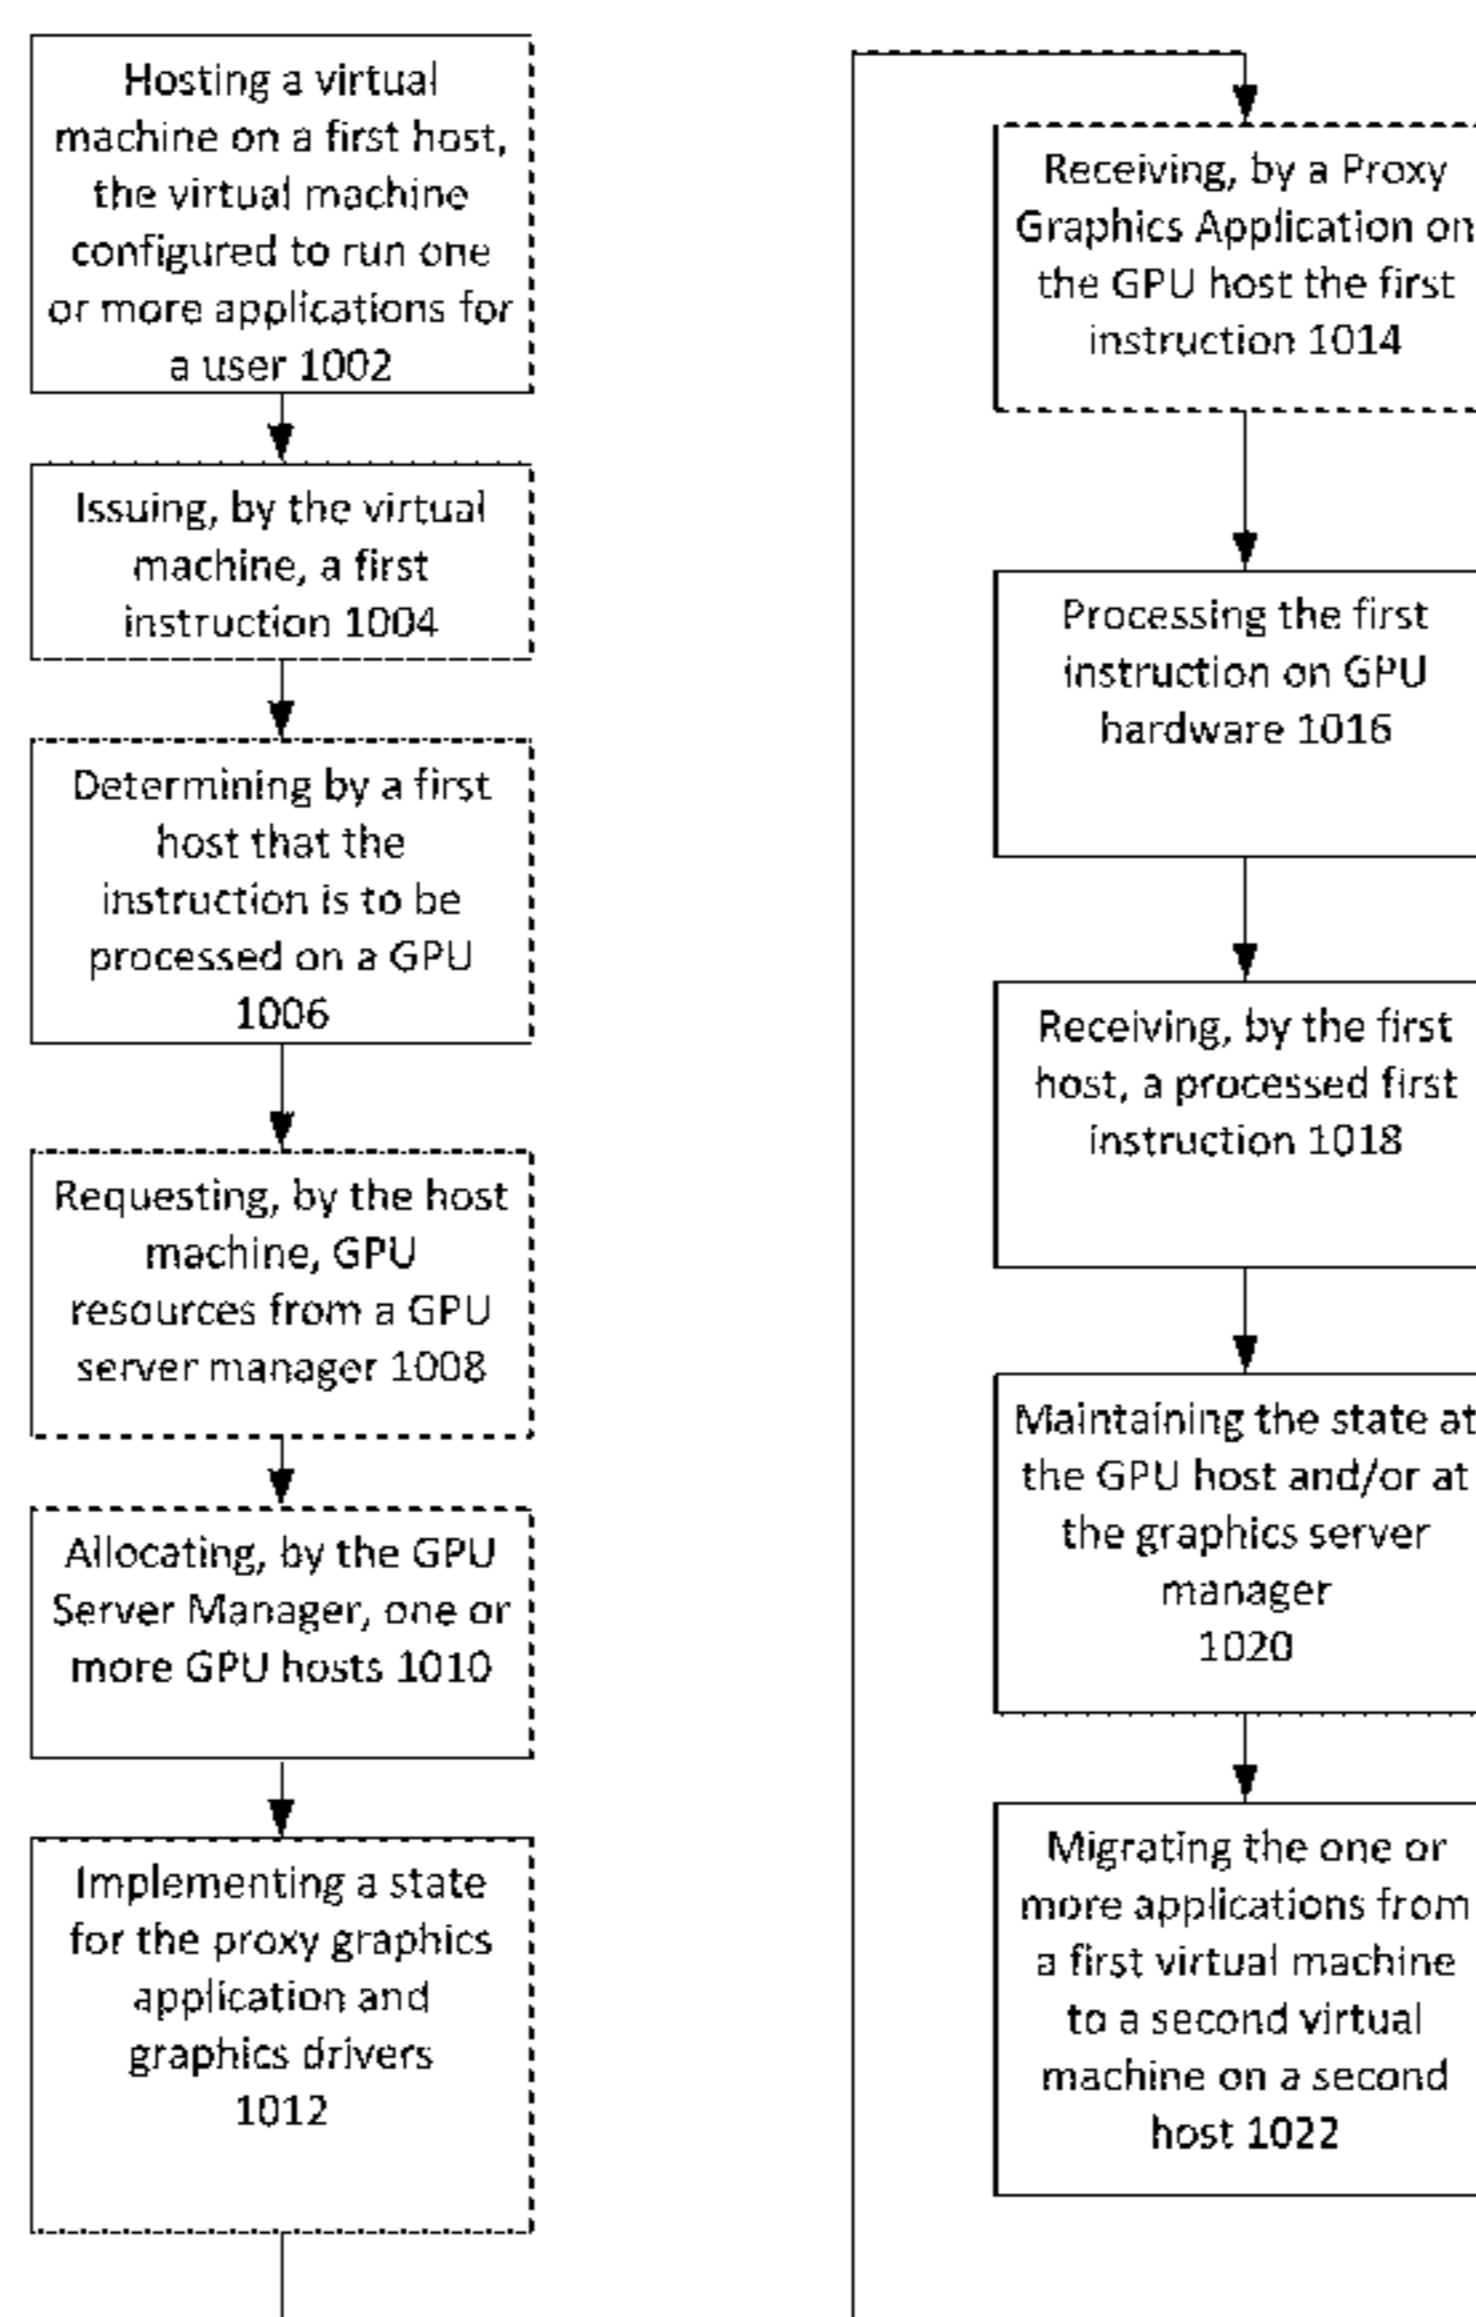 Hosting a virtual
machine on a first host,
the virtual machine
configured to run one
or more applications for
a user 1002
Issuing, by the virtual
machine, a first
instruction 1004
Determining by a first
host that the
instruction is to be
processed on a GPU
1006
Requesting, by the host
machine, GPU
resources from a GPU
server manager 1008
Allocating, by the GPU
Server Manager, one or
more GPU hosts 1010
Implementing a state
for the proxy graphics
application and
graphics drivers
1012
Receiving, by a Proxy
Graphics Application on
the GPU host the first
instruction 1014
Processing the first
instruction on GPU
hardware 1016
Receiving, by the first
host, a processed first
instruction 1018
Maintaining the state at
the GPU host and/or at
the graphics server
manager
1020
Migrating the one or
more applications from
a first virtual machine
to a second virtual
machine on a second
host 1022